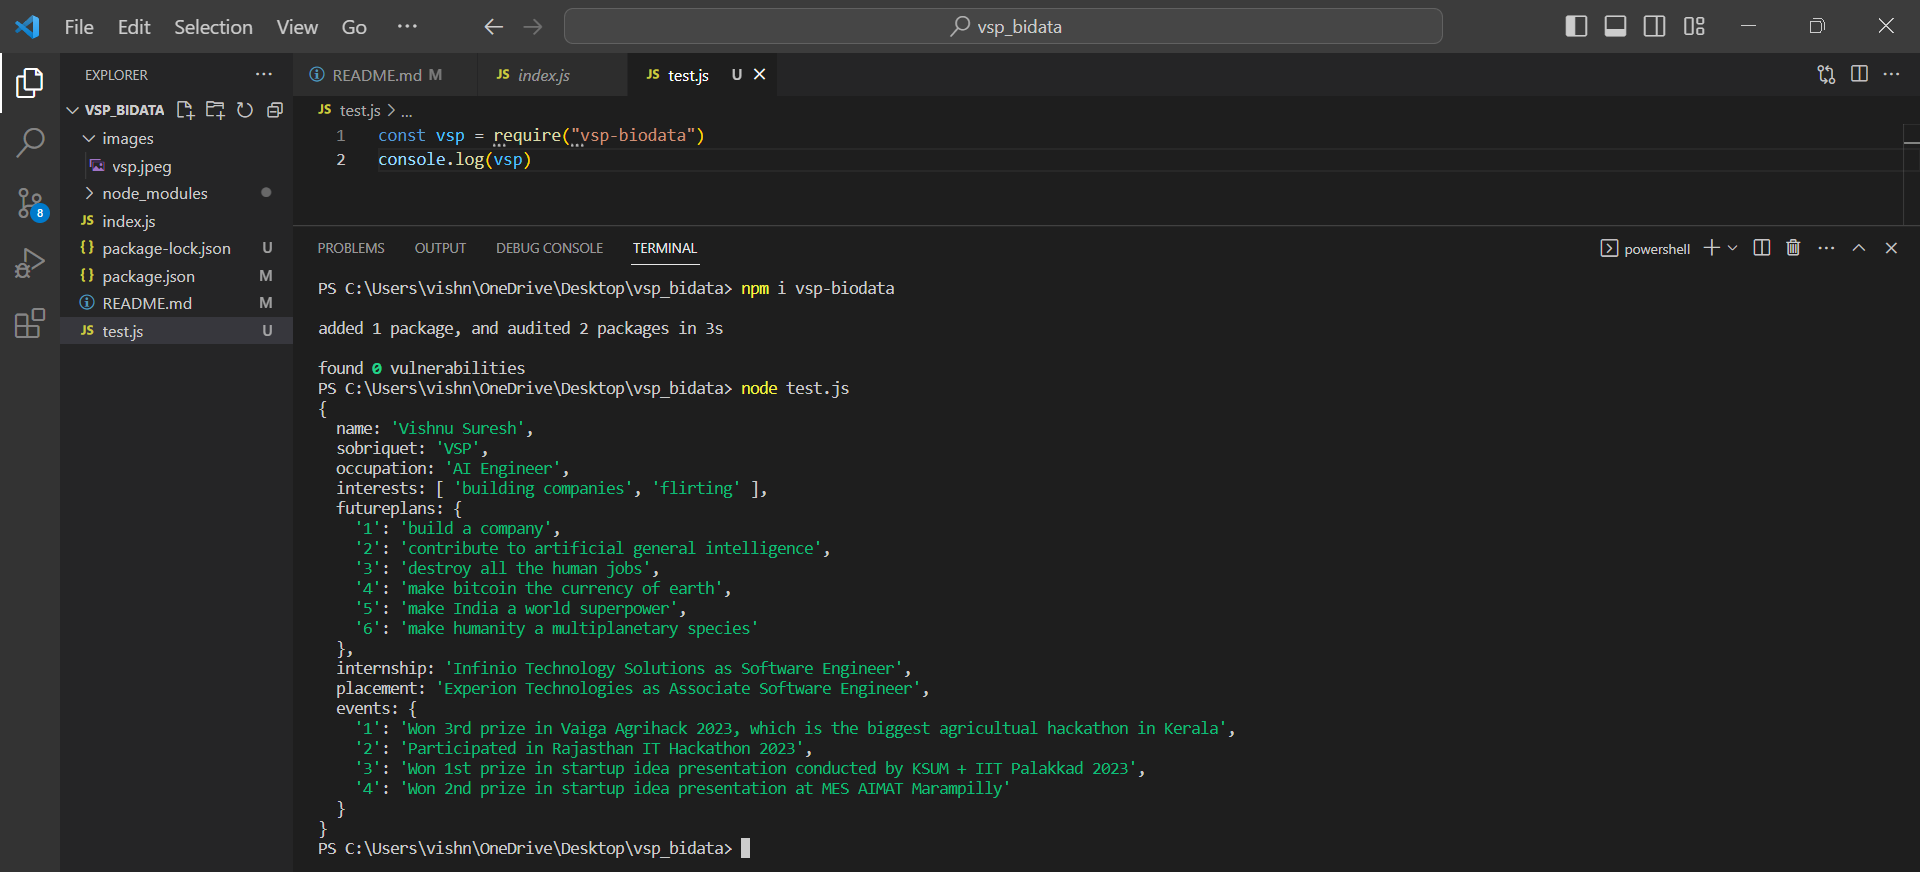 File Edit Selection View Go ··· vsp_bidata
EXPLORER ···
VSP_BIDATA
images
vsp.jpeg
node_modules
JS index.js
{} package-lock.json U
{} package.json M
README.md M
JS test.js U
8
README.md M JS index.js JS test.js U
JS test.js > ...
1 const vsp = require("vsp-biodata")
2 console.log(vsp)
PROBLEMS OUTPUT DEBUG CONSOLE TERMINAL powershell
PS C:\Users\vishn\OneDrive\Desktop\vsp_bidata> npm i vsp-biodata
added 1 package, and audited 2 packages in 3s
found 0 vulnerabilities
PS C:\Users\vishn\OneDrive\Desktop\vsp_bidata> node test.js
{
name: 'Vishnu Suresh',
sobriquet: 'VSP',
occupation: 'AI Engineer',
interests: [ 'building companies', 'flirting' ],
futureplans: {
'1': 'build a company',
'2': 'contribute to artificial general intelligence',
'3': 'destroy all the human jobs',
'4': 'make bitcoin the currency of earth',
'5': 'make India a world superpower',
'6': 'make humanity a multiplanetary species'
},
internship: 'Infinio Technology Solutions as Software Engineer',
placement: 'Experion Technologies as Associate Software Engineer',
events: {
'1': 'Won 3rd prize in Vaiga Agrihack 2023, which is the biggest agricultual hackathon in Kerala',
'2': 'Participated in Rajasthan IT Hackathon 2023',
'3': 'Won 1st prize in startup idea presentation conducted by KSUM + IIT Palakkad 2023',
'4': 'Won 2nd prize in startup idea presentation at MES AIMAT Marampilly'
}
}
PS C:\Users\vishn\OneDrive\Desktop\vsp_bidata>